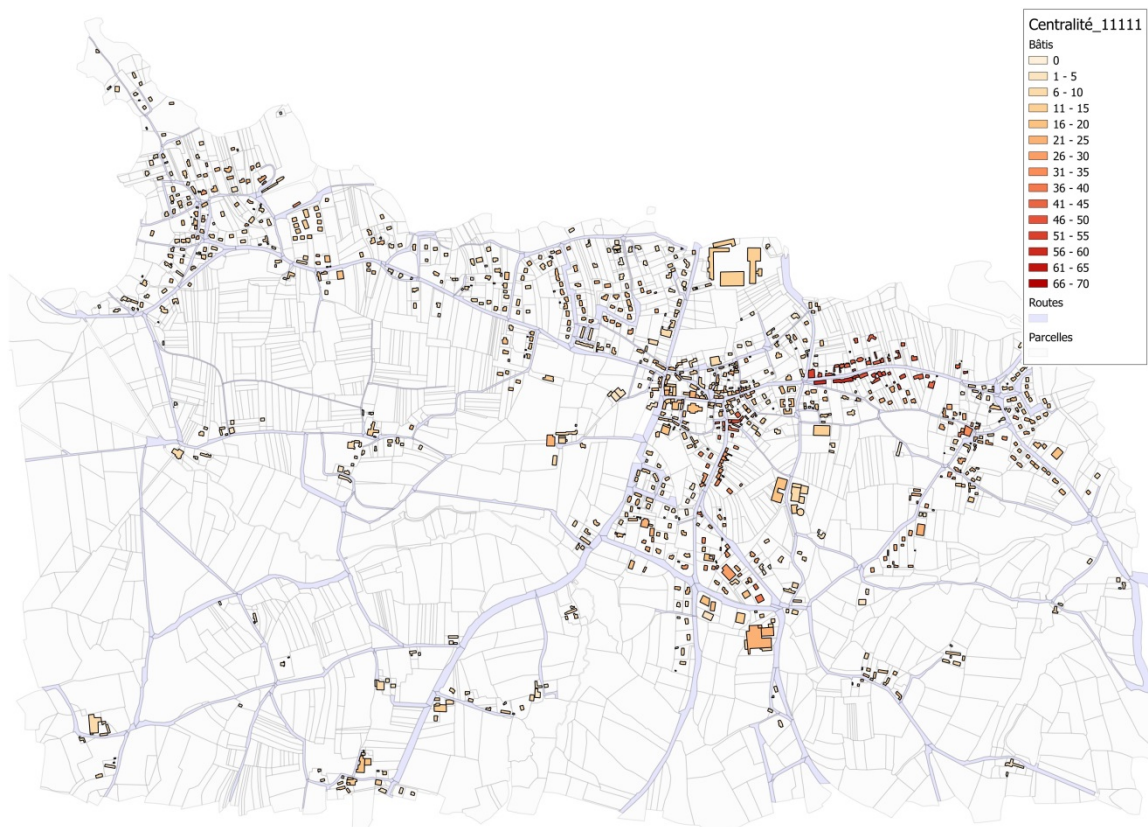 Centralité_11111
Bâtis
0
1 - 5
6 - 10
11 - 15
16 - 20
21 - 25
26 - 30
31 - 35
36 - 40
41 - 45
46 - 50
51 - 55
56 - 60
61 - 65
66 - 70
Routes
Parcelles